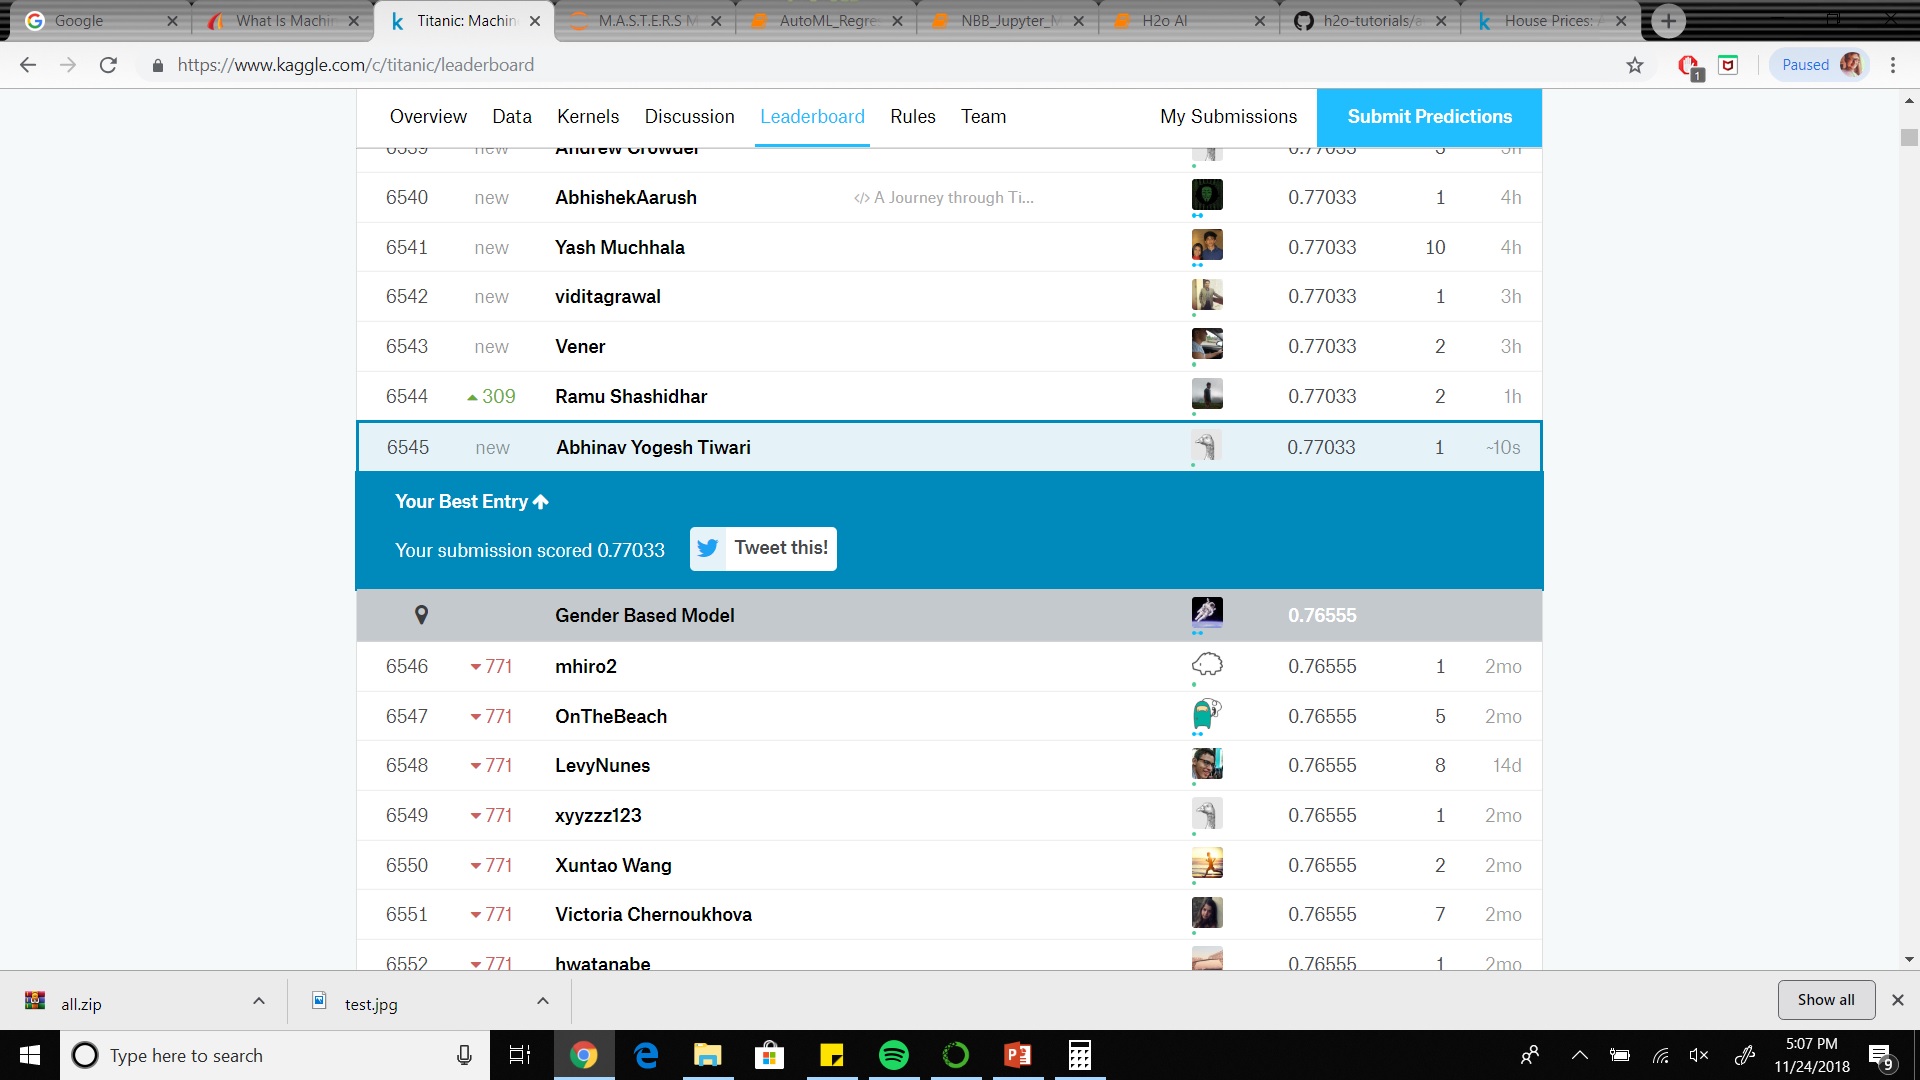 Google
What Is Machin
Titanic: Machin
M.A.S.T.E.R.S M
AutoML_Regre
NBB_Jupyter_M
H2o AI
h2o-tutorials/a
House Prices: A
https://www.kaggle.com/c/titanic/leaderboard
1
Paused
Overview Data Kernels Discussion Leaderboard Rules Team My Submissions Submit Predictions
6539 new Andrew Crowder 0.77033 3 3h
6540 new AbhishekAarush </> A Journey through Ti... 0.77033 1 4h
6541 new Yash Muchhala 0.77033 10 4h
6542 new viditagrawal 0.77033 1 3h
6543 new Vener 0.77033 2 3h
6544 309 Ramu Shashidhar 0.77033 2 1h
6545 new Abhinav Yogesh Tiwari 0.77033 1 ~10s
Your Best Entry
Your submission scored 0.77033 Tweet this!
Gender Based Model 0.76555
6546 771 mhiro2 0.76555 1 2mo
6547 771 OnTheBeach 0.76555 5 2mo
6548 771 LevyNunes 0.76555 8 14d
6549 771 xyyzzz123 0.76555 1 2mo
6550 771 Xuntao Wang 0.76555 2 2mo
6551 771 Victoria Chernoukhova 0.76555 7 2mo
6552 771 hwatanabe 0.76555 1 2mo
all.zip
test.jpg
Show all
Type here to search
5:07 PM
11/24/2018
9